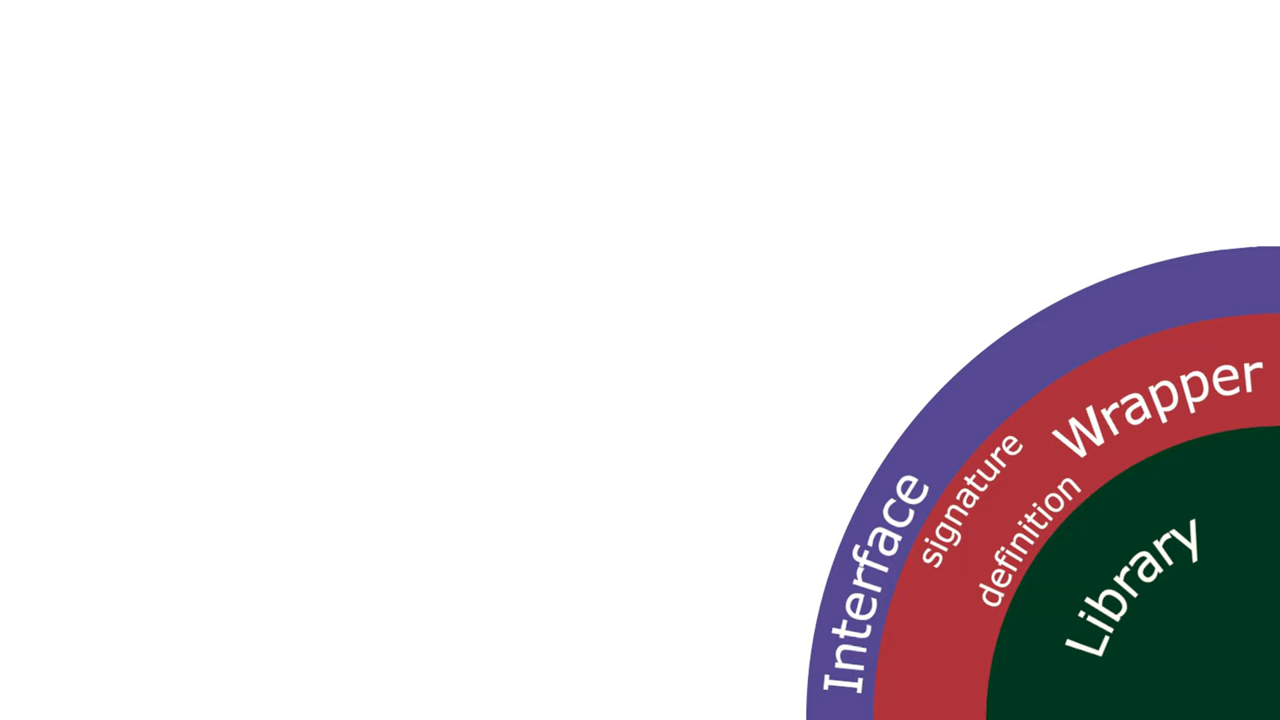 Interface
signature
Wrapper
definition
Library